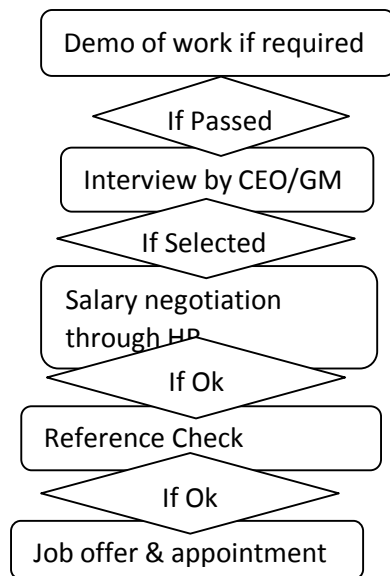 Demo of work if required
If Passed
Interview by CEO/GM
If Selected
Salary negotiation
through HR
If Ok
Reference Check
If Ok
Job offer & appointment